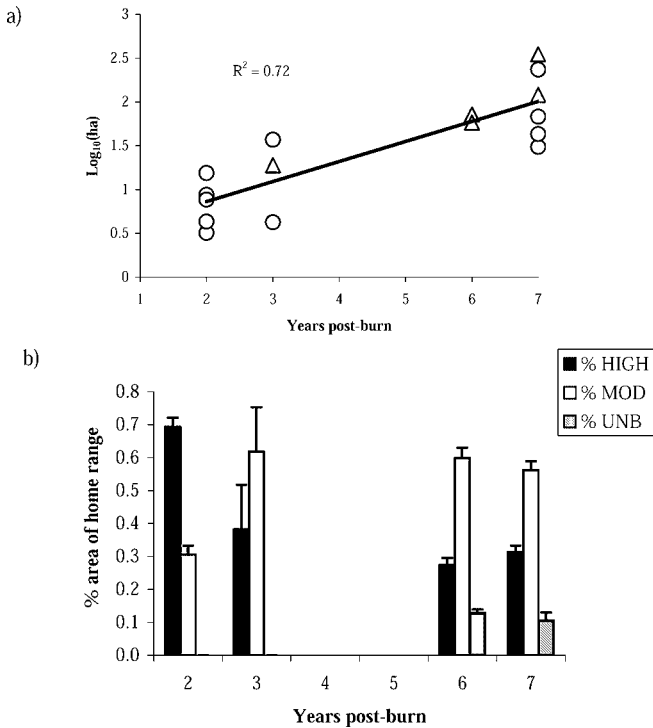 a)
3
2.5
2
1.5
1
0.5
0
Log₁₀(ha)
R² = 0.72
1 2 3 4 5 6 7
Years post-burn
b)
% HIGH
% MOD
% UNB
0.8
0.7
0.6
0.5
0.4
0.3
0.2
0.1
0.0
% area of home range
2 3 4 5 6 7
Years post-burn